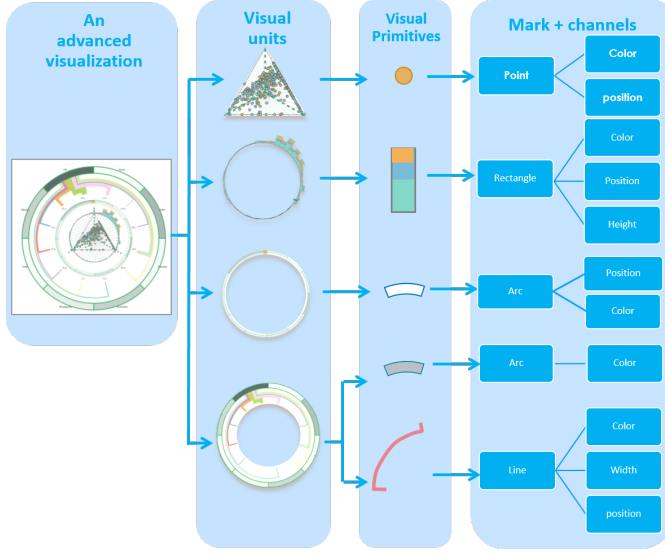 An
advanced
visualization
Visual
units
Visual
Primitives
Mark + channels
Point
Color
position
Rectangle
Color
Position
Height
Arc
Position
Color
Arc
Color
Line
Color
Width
position